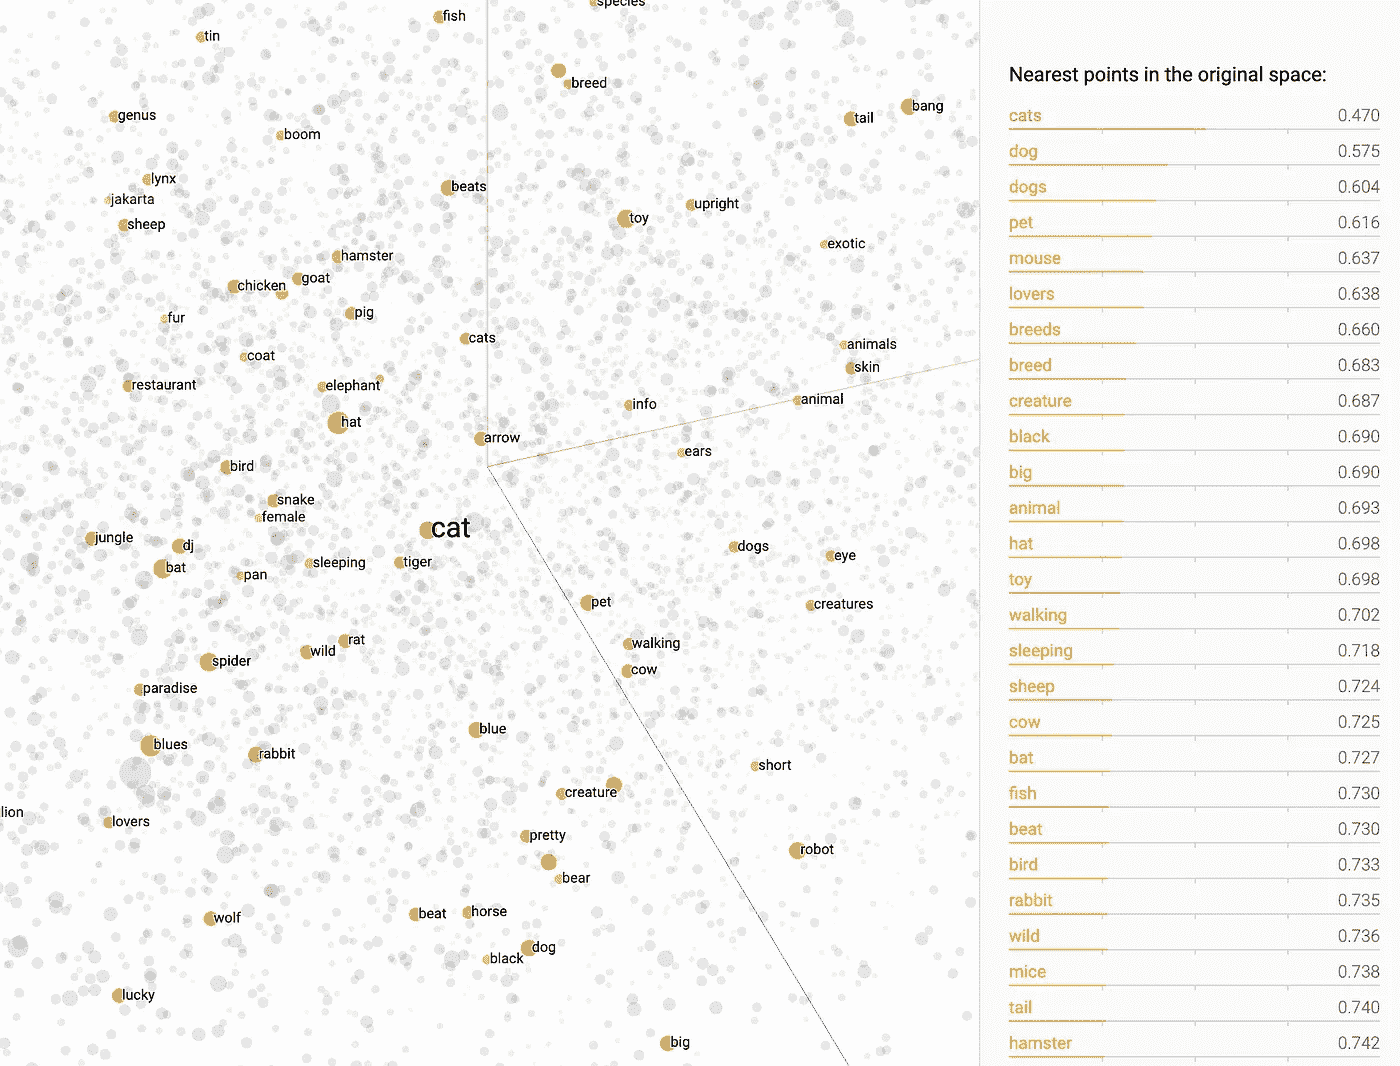 species
fish
tin
breed
bang
genus
tail
boom
lynx
beats
jakarta
upright
toy
sheep
exotic
hamster
goat
chicken
pig
fur
cats
animals
coat
skin
restaurant
elephant
animal
info
hat
arrow
ears
bird
snake
female
cat
jungle
dj
dogs
eye
sleeping
tiger
bat
pan
pet
creatures
rat
walking
wild
spider
cow
paradise
blue
blues
rabbit
short
creature
lion
lovers
pretty
robot
bear
beat
horse
wolf
dog
black
lucky
big
Nearest points in the original space:
cats 0.470
dog 0.575
dogs 0.604
pet 0.616
mouse 0.637
lovers 0.638
breeds 0.660
breed 0.683
creature 0.687
black 0.690
big 0.690
animal 0.693
hat 0.698
toy 0.698
walking 0.702
sleeping 0.718
sheep 0.724
cow 0.725
bat 0.727
fish 0.730
beat 0.730
bird 0.733
rabbit 0.735
wild 0.736
mice 0.738
tail 0.740
hamster 0.742